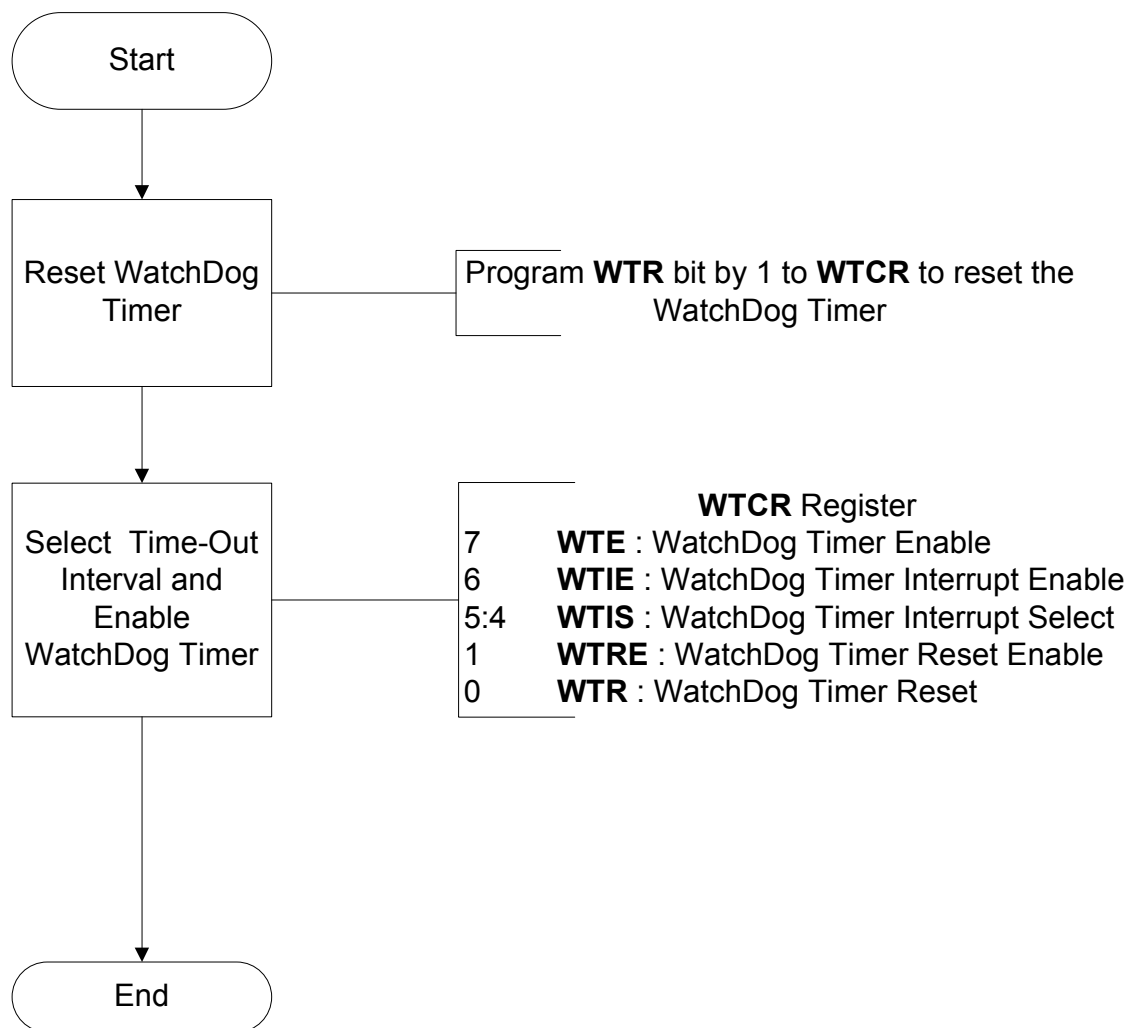 Start
Reset WatchDog
Timer
Program WTR bit by 1 to WTCR to reset the
WatchDog Timer
Select Time-Out
Interval and
Enable
WatchDog Timer
WTCR Register
7 WTE : WatchDog Timer Enable
6 WTIE : WatchDog Timer Interrupt Enable
5:4 WTIS : WatchDog Timer Interrupt Select
1 WTRE : WatchDog Timer Reset Enable
0 WTR : WatchDog Timer Reset
End